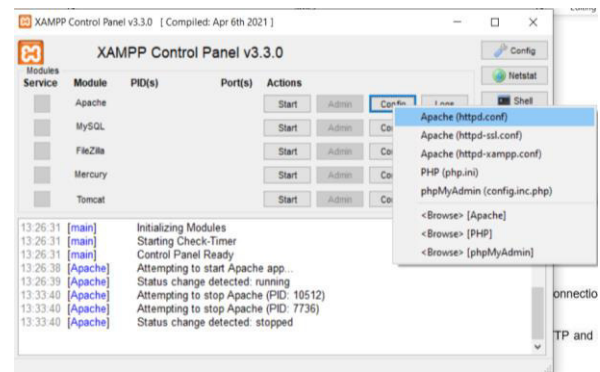 XAMPP Control Panel v3.3.0 [ Compiled: Apr 6th 2021 ]
XAMPP Control Panel v3.3.0
Config
Modules
Netstat
Service Module PID(s) Port(s) Actions
Shell
Apache Start Admin Config Logs
MySQL Start Admin
FileZilla Start Admin
Mercury Start Admin
Tomcat Start Admin
Apache (httpd.conf)
Apache (httpd-ssl.conf)
Apache (httpd-xampp.conf)
PHP (php.ini)
phpMyAdmin (config.inc.php)
<Browse> [Apache]
<Browse> [PHP]
<Browse> [phpMyAdmin]
13:26:31 [main] Initializing Modules
13:26:31 [main] Starting Check-Timer
13:26:31 [main] Control Panel Ready
13:26:38 [Apache] Attempting to start Apache app...
13:26:39 [Apache] Status change detected: running
13:33:40 [Apache] Attempting to stop Apache (PID: 10512)
13:33:40 [Apache] Attempting to stop Apache (PID: 7736)
13:33:40 [Apache] Status change detected: stopped
onnectio
TP and